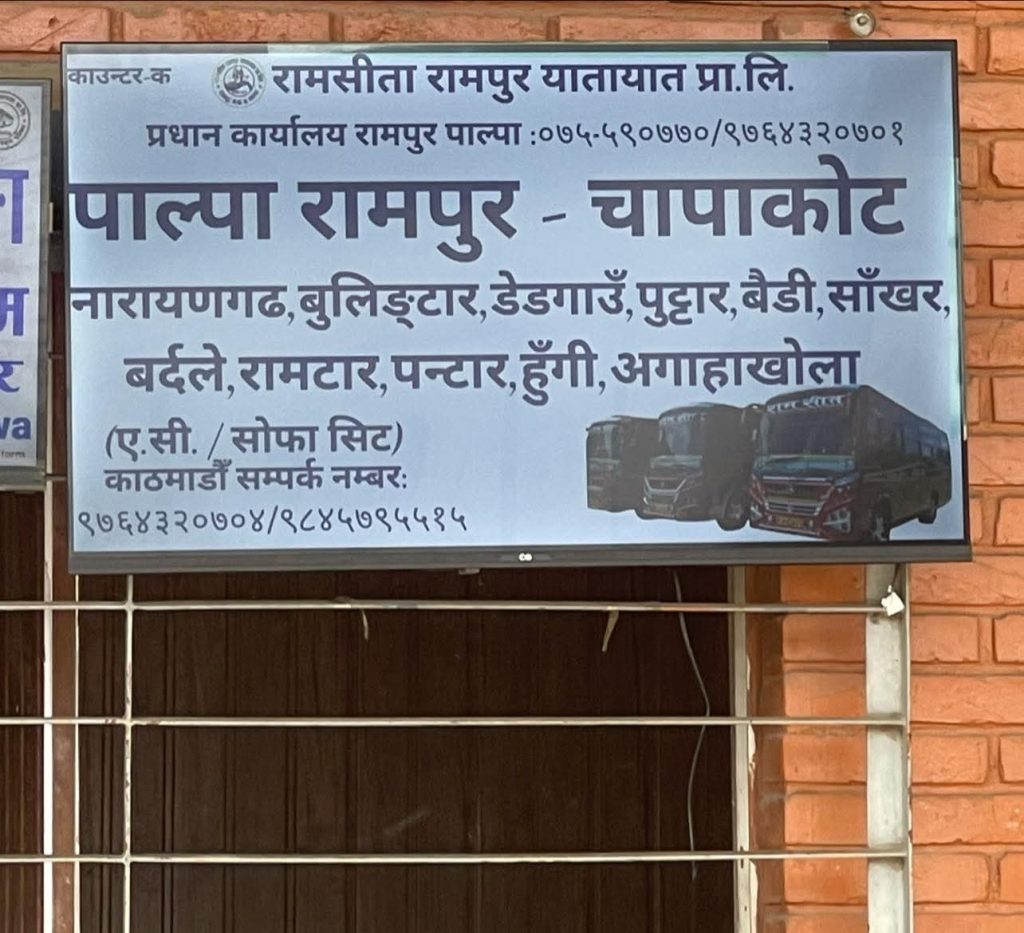 काउन्टर-क
रामसीता रामपुर यातायात प्रा.लि.
प्रधान कार्यालय रामपुर पाल्पा :०७५-५९०७७०/९७६४३२०७०१
पाल्पा रामपुर - चापाकोट
नारायणगढ,बुलिङ्टार,डेडगाउँ,पुट्टार,बैडी,साँखर,
बर्दले,रामटार,पन्टार,हुँगी,अगाहाखोला
(ए.सी. / सोफा सिट)
काठमाडौँ सम्पर्क नम्बर:
९७६४३२०७०४/९८४५७९५५१५